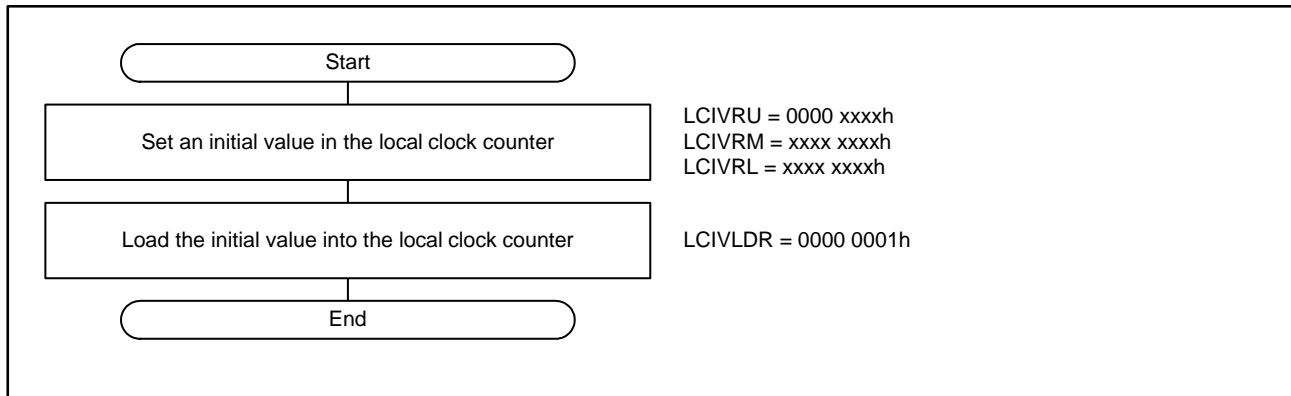 Start
Set an initial value in the local clock counter
LCIVRU = 0000 xxxxh
LCIVRM = xxxx xxxxh
LCIVRL = xxxx xxxxh
Load the initial value into the local clock counter
LCIVLDR = 0000 0001h
End